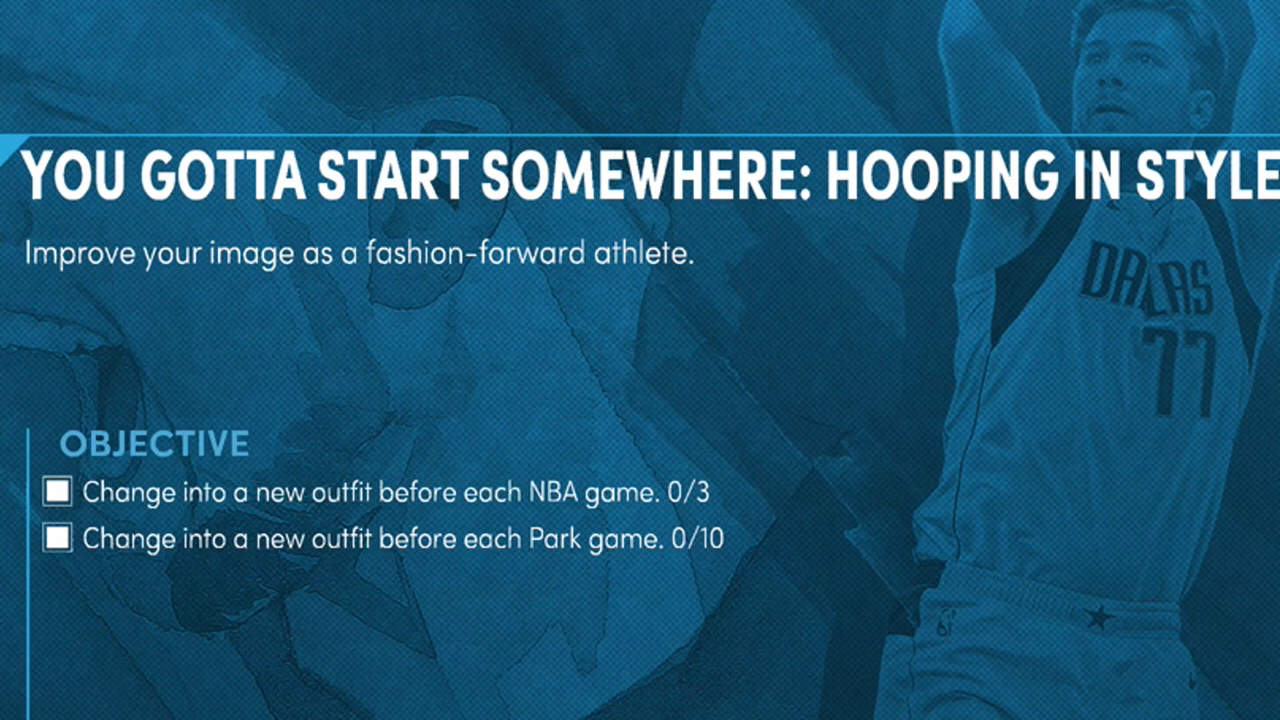 YOU GOTTA START SOMEWHERE: HOOPING IN STYLE
Improve your image as a fashion-forward athlete.
DALLAS
77
OBJECTIVE
Change into a new outfit before each NBA game. 0/3
Change into a new outfit before each Park game. 0/10